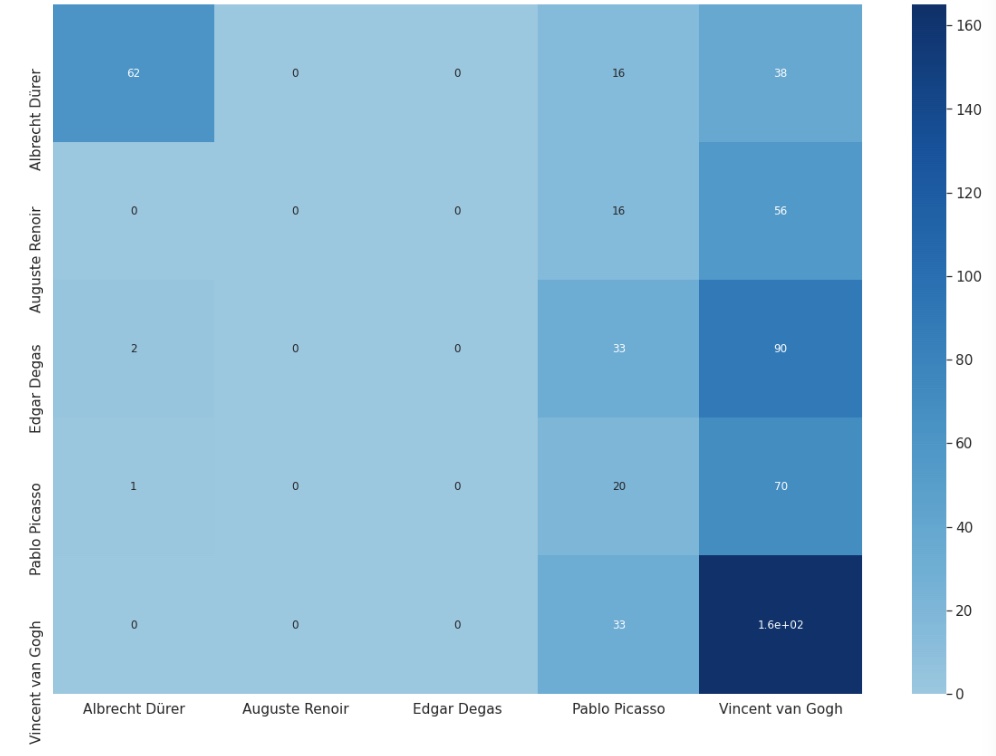 Albrecht Dürer 62 0 0 16 38
Auguste Renoir 0 0 0 16 56
Edgar Degas 2 0 0 33 90
Pablo Picasso 1 0 0 20 70
Vincent van Gogh 0 0 0 33 1.6e+02
Albrecht Dürer Auguste Renoir Edgar Degas Pablo Picasso Vincent van Gogh
160
140
120
100
80
60
40
20
0